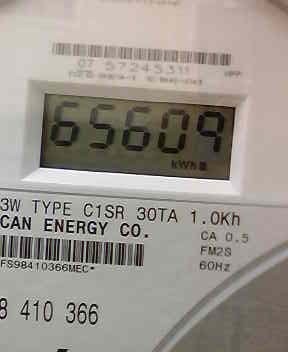 07 57245311
65609
kWh
3W TYPE C1SR 30TA 1.0Kh
CAN ENERGY CO.
CA 0.5
FM2S
60Hz
FS98410366MEC*
8 410 366